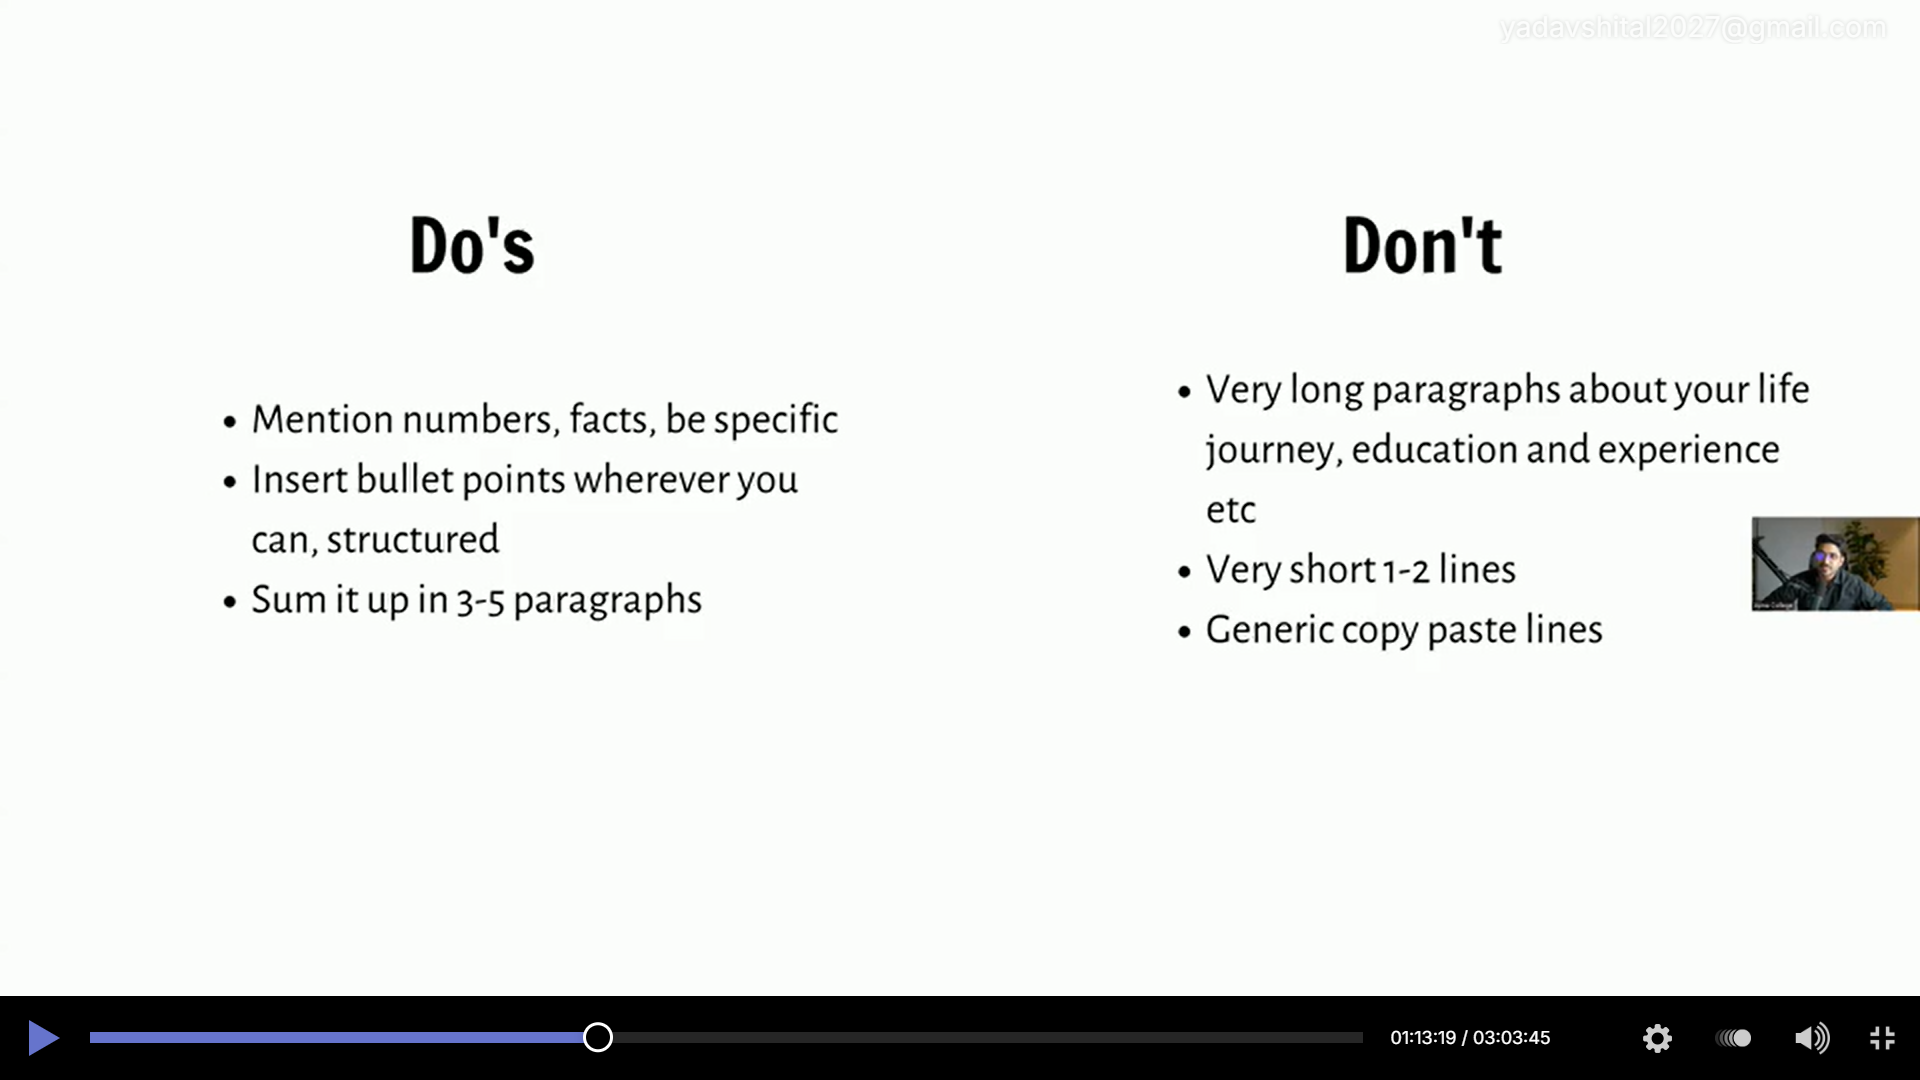 yadavshital2027@gmail.com
Do's
• Mention numbers, facts, be specific
• Insert bullet points wherever you
can, structured
• Sum it up in 3-5 paragraphs
Don't
• Very long paragraphs about your life
journey, education and experience
etc
• Very short 1-2 lines
• Generic copy paste lines
01:13:19 / 03:03:45